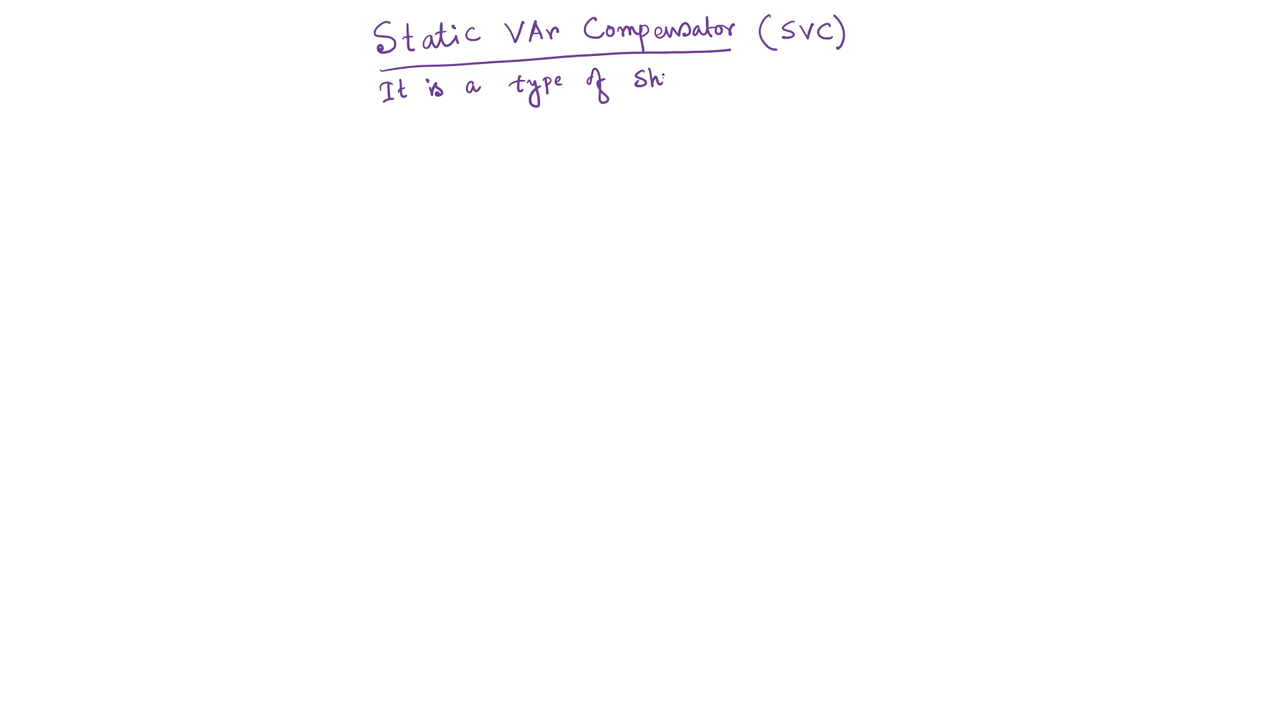 Static VAr Compensator (SVC)
It is a type of Sh